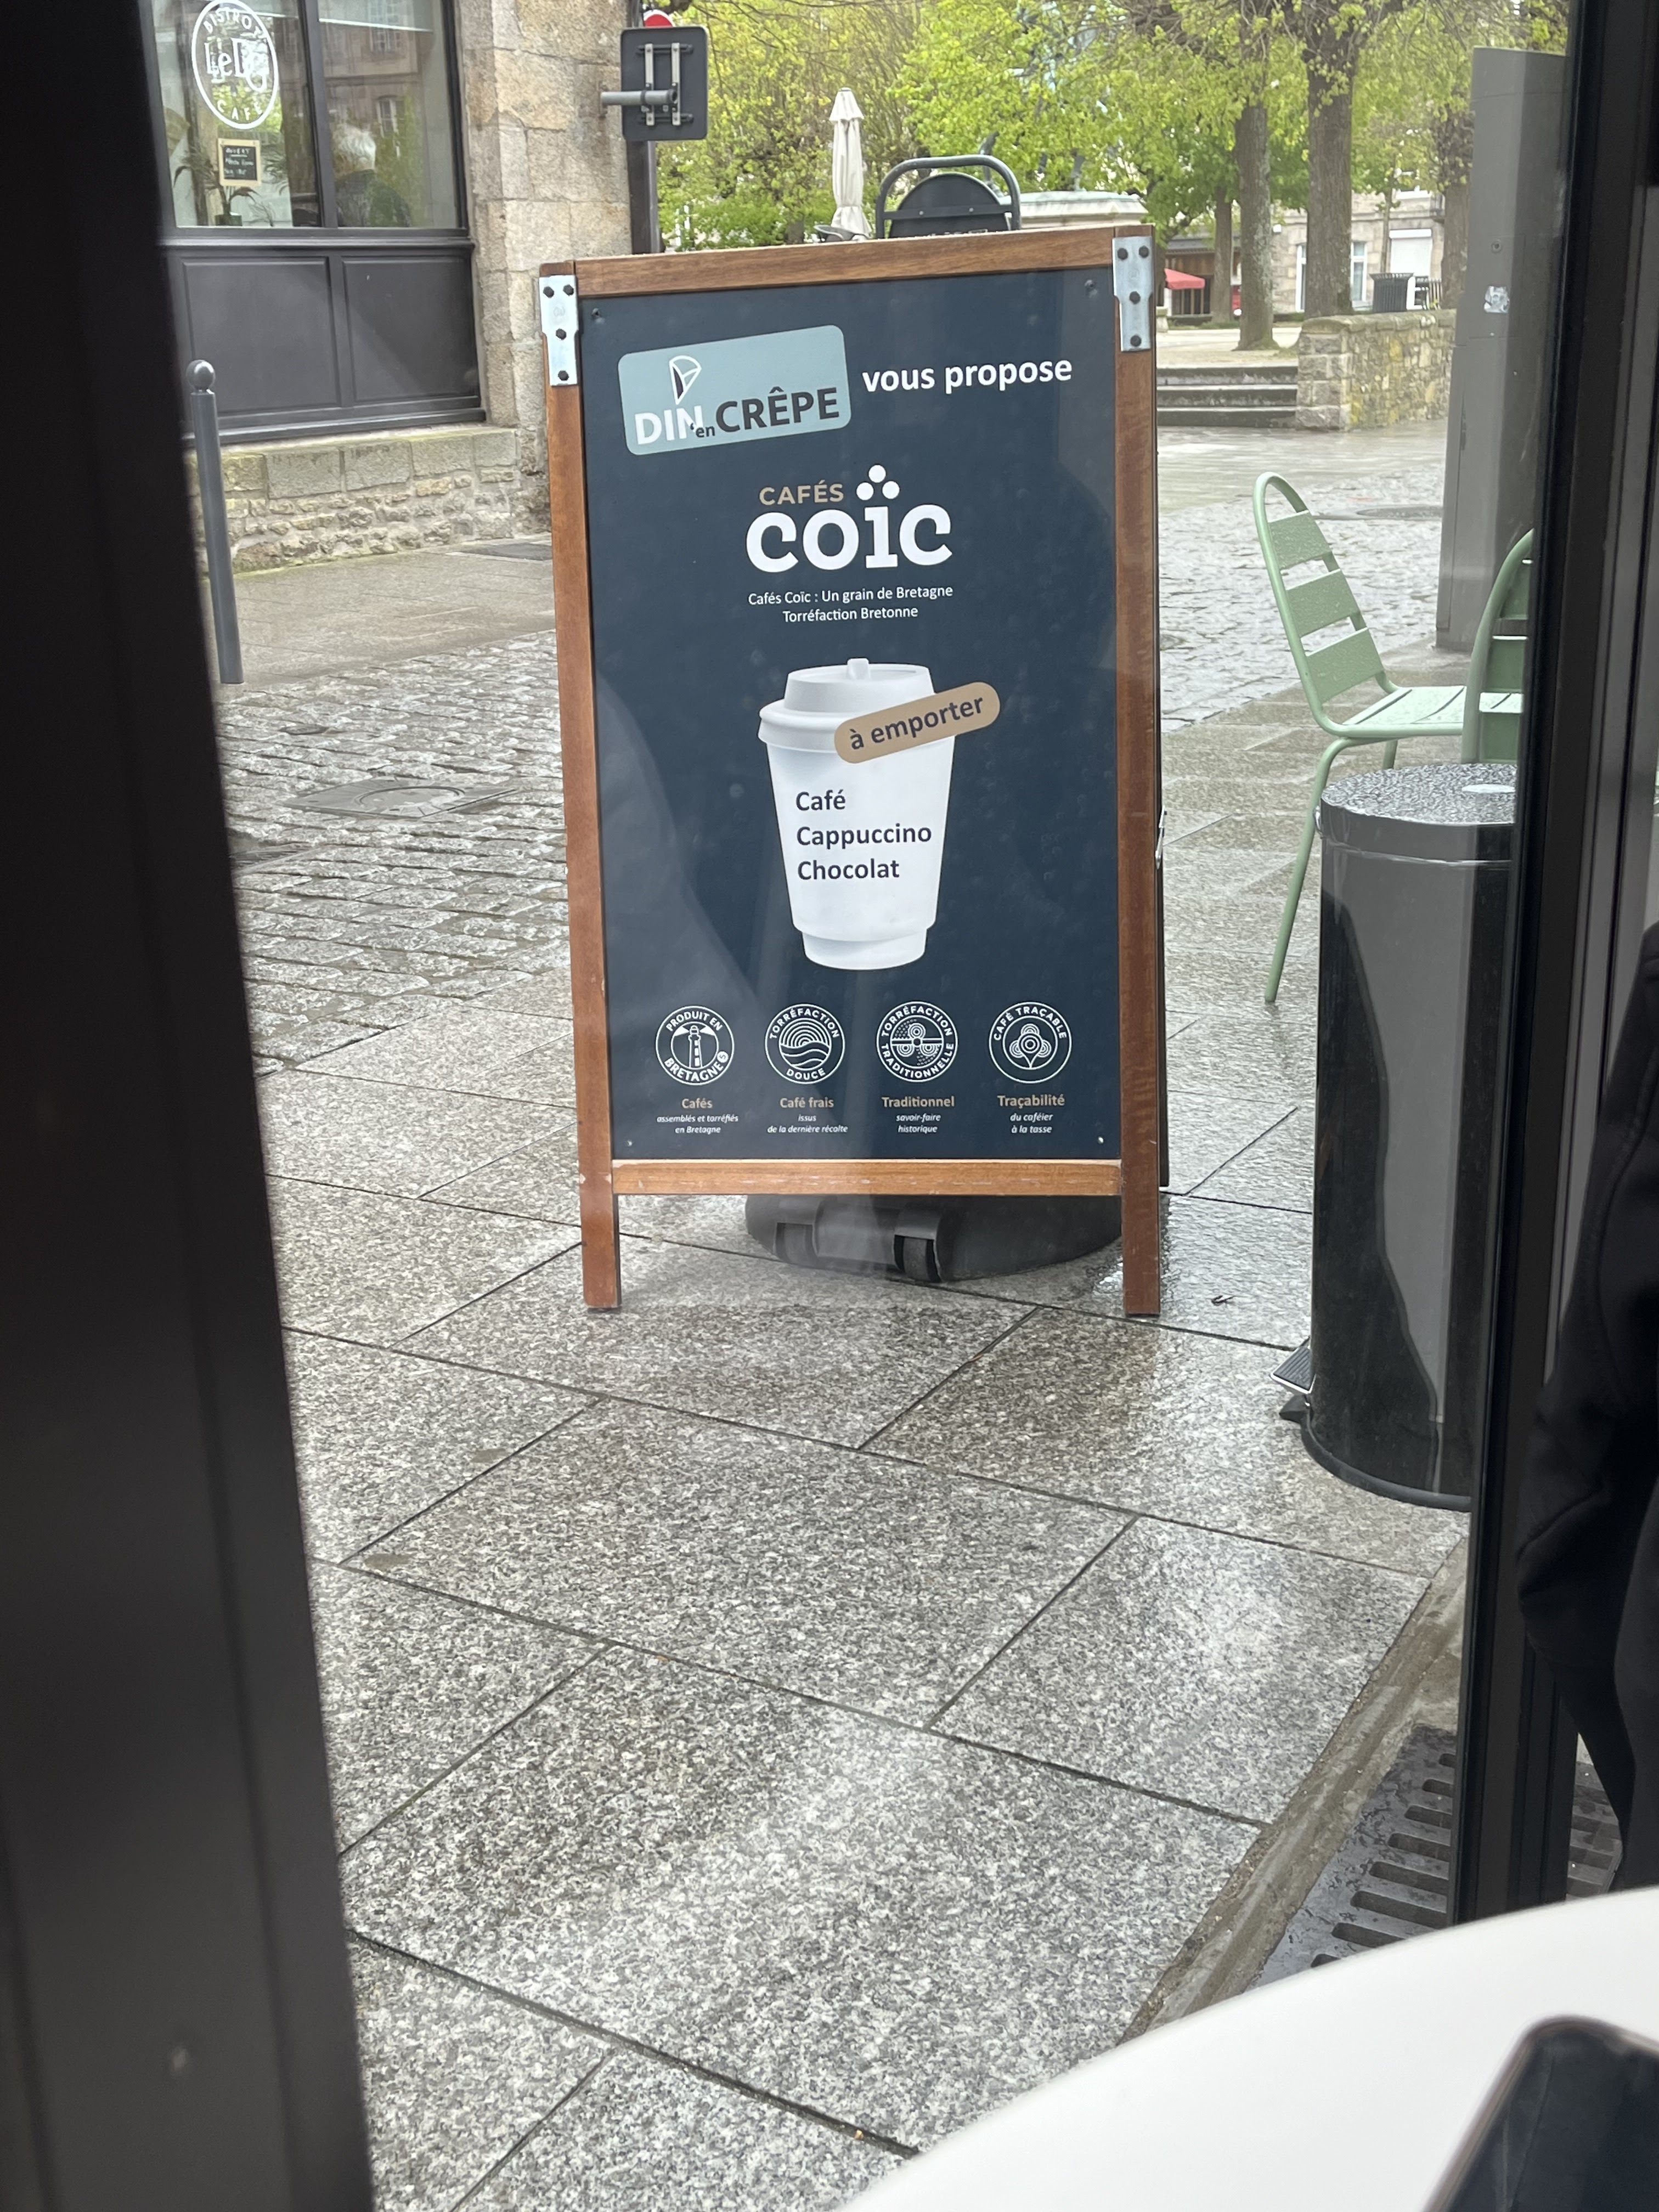 BISTROT
CAFÉ
DIN'en CRÊPE vous propose
CAFÉS
coïc
Cafés Coïc : Un grain de Bretagne
Torréfaction Bretonne
à emporter
Café
Cappuccino
Chocolat
PRODUIT EN BRETAGNE
TORRÉFACTION DOUCE
TORRÉFACTION TRADITIONNELLE
CAFÉ TRAÇABLE
Cafés
assemblés et torréfiés
en Bretagne
Café frais
issus
de la dernière récolte
Traditionnel
savoir-faire
historique
Traçabilité
du caféier
à la tasse